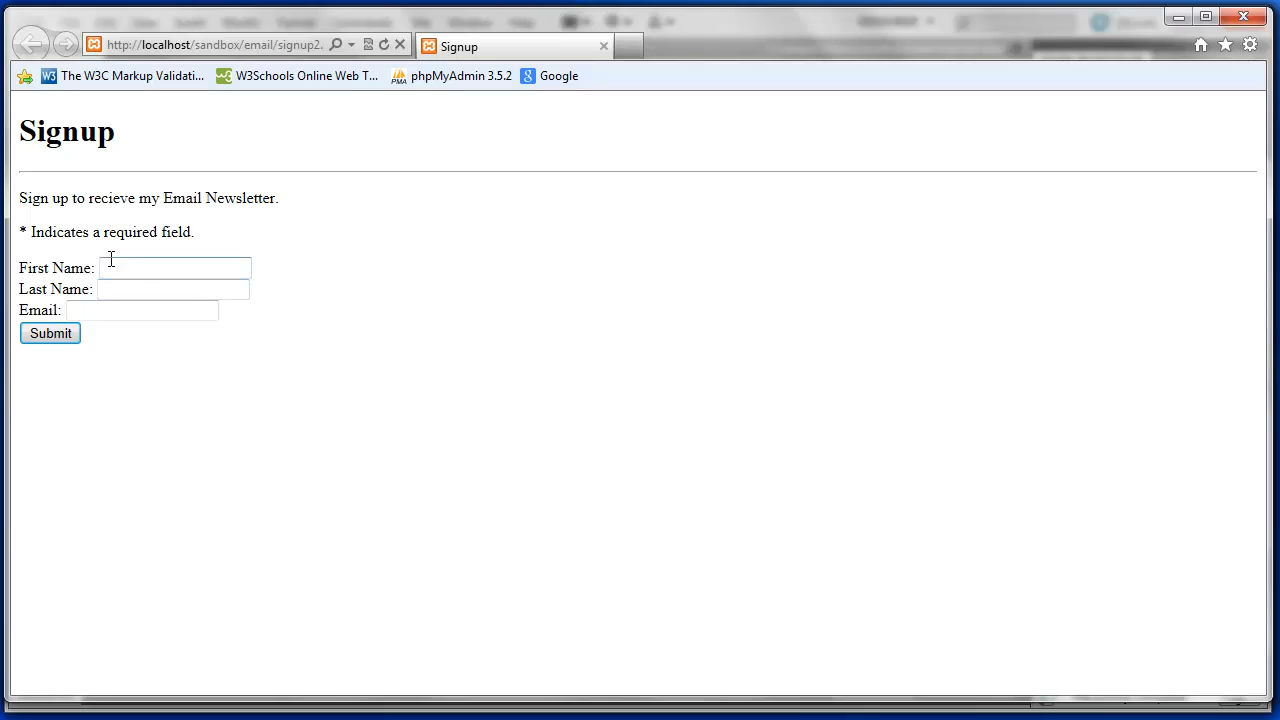 http://localhost/sandbox/email/signup2.
Signup
The W3C Markup Validati... W3Schools Online Web T... phpMyAdmin 3.5.2 Google
Signup
Sign up to recieve my Email Newsletter.
* Indicates a required field.
First Name:
Last Name:
Email:
Submit